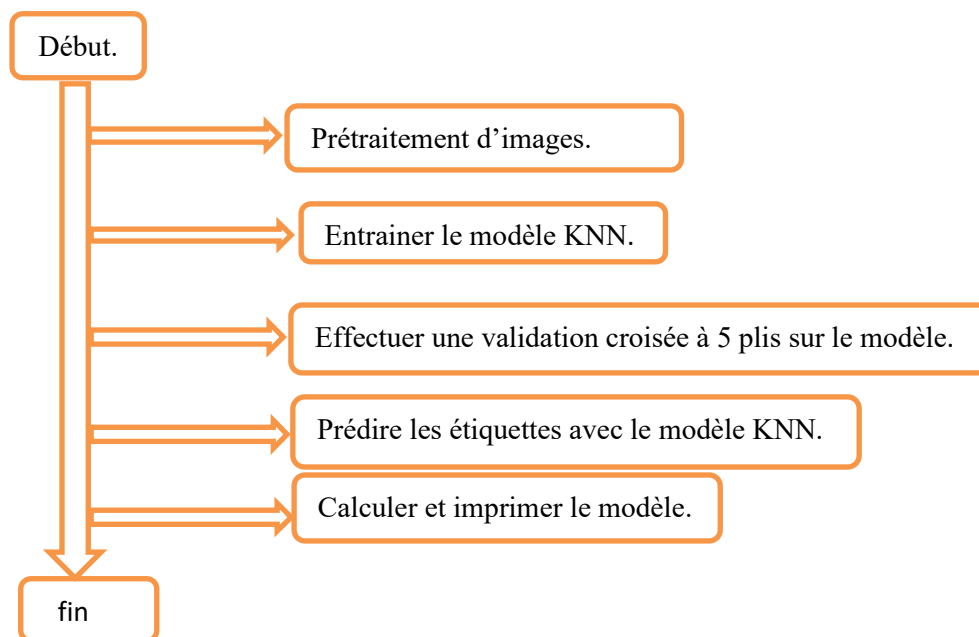 Début.
Prétraitement d’images.
Entrainer le modèle KNN.
Effectuer une validation croisée à 5 plis sur le modèle.
Prédire les étiquettes avec le modèle KNN.
Calculer et imprimer le modèle.
fin